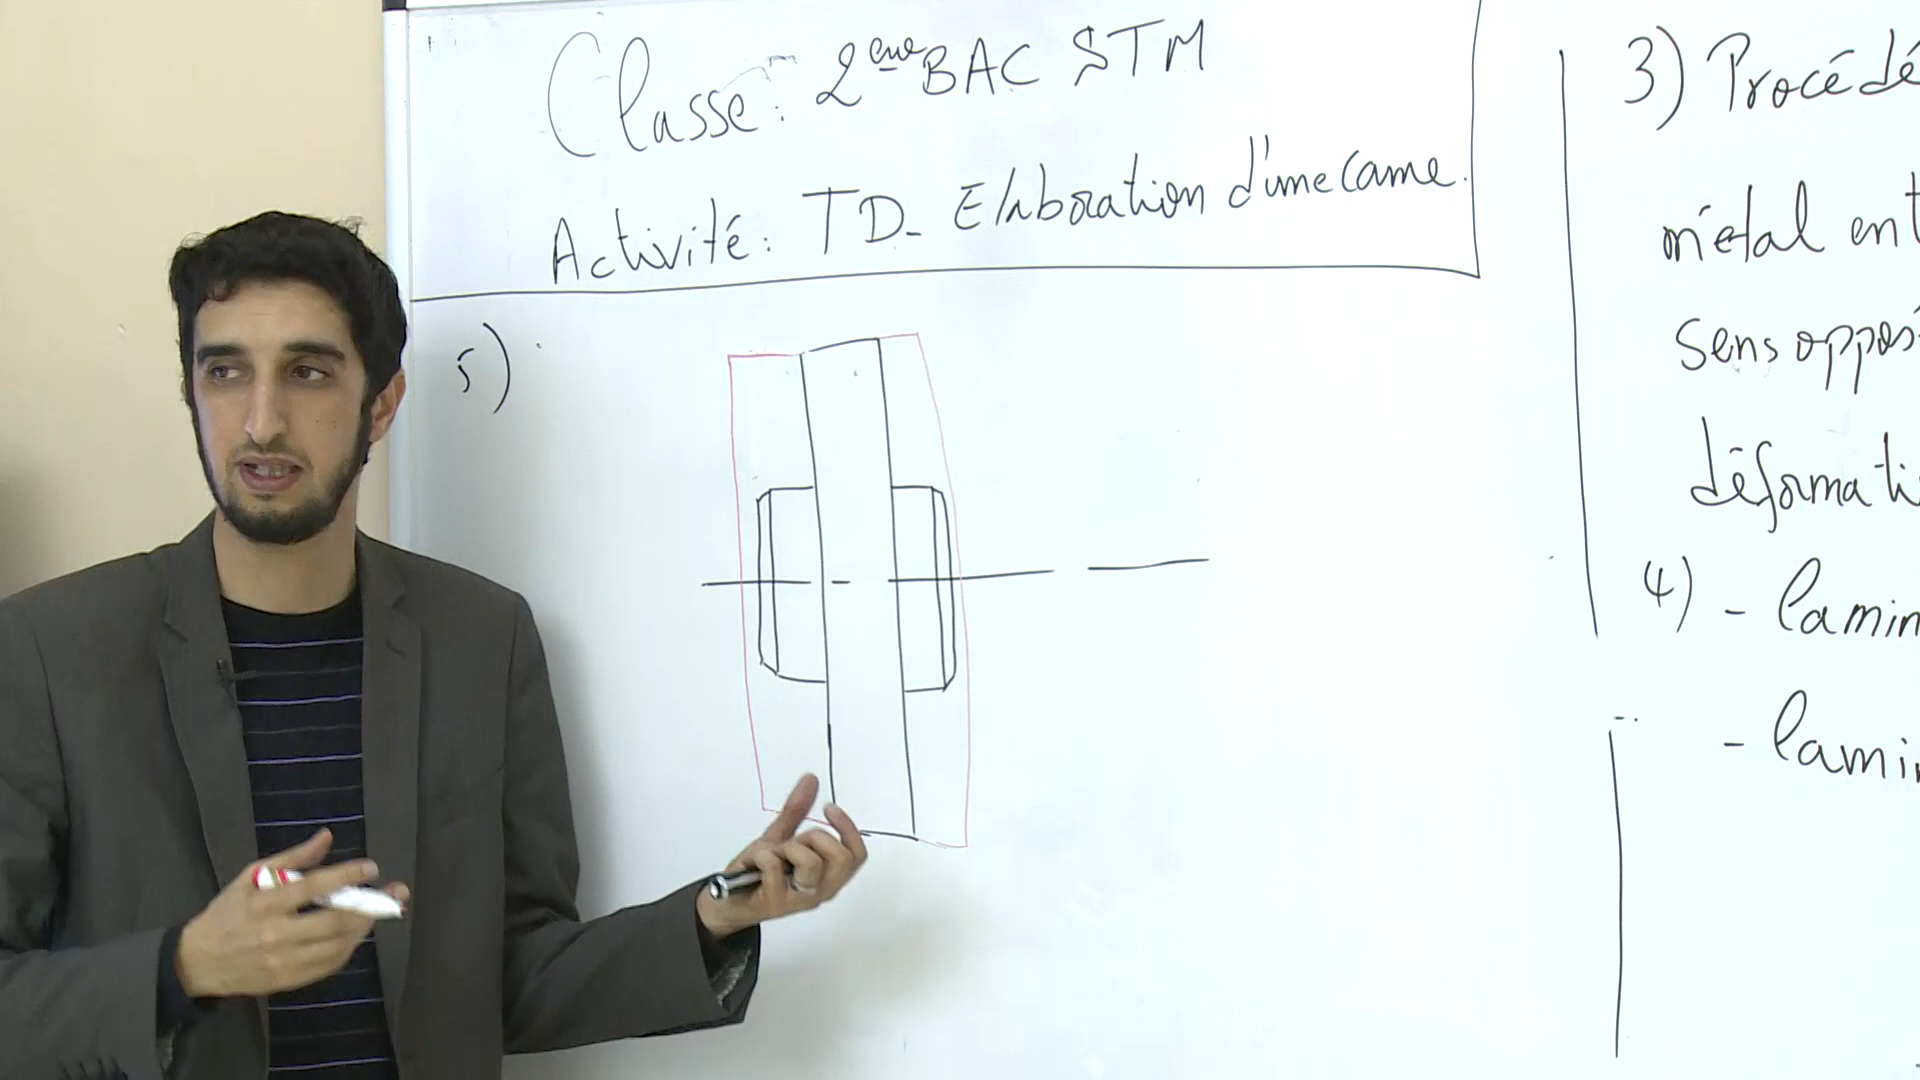 Classe: 2ème BAC STM
Activité: TD_ Elaboration d'une came.
5)
3) Procédé
métal ent
sens oppos
déformati
4) - lamin
- lamin